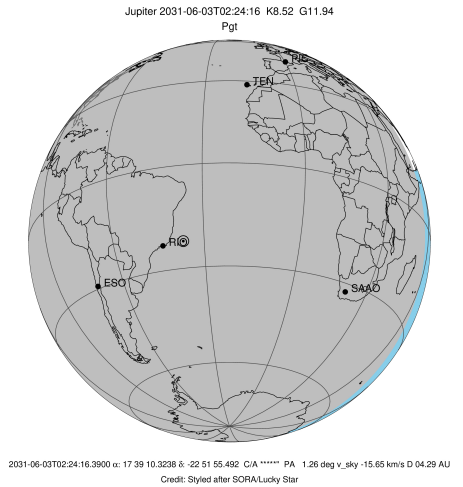 Jupiter 2031-06-03T02:24:16 K8.52 G11.94
Pgt
PIC
TEN
RIO
ESO
SAAO
2031-06-03T02:24:16.3900 α: 17 39 10.3238 δ: -22 51 55.492 C/A *****" PA 1.26 deg v_sky -15.65 km/s D 04.29 AU
Credit: Styled after SORA/Lucky Star